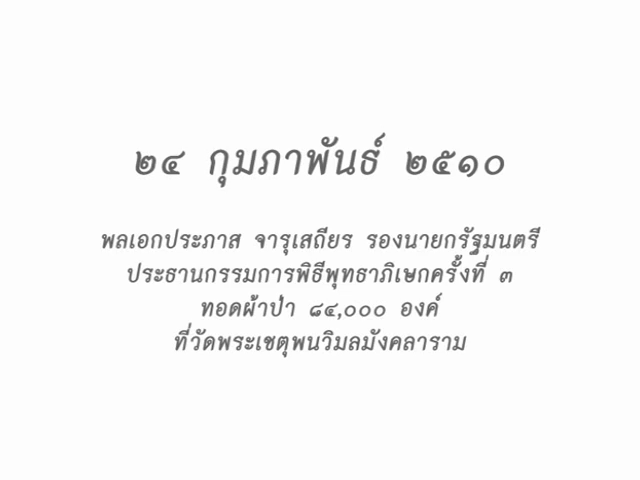 ๒๔ กุมภาพันธ์ ๒๕๑๐
พลเอกประภาส จารุเสถียร รองนายกรัฐมนตรี
ประธานกรรมการพิธีพุทธาภิเษกครั้งที่ ๓
ทอดผ้าป่า ๘๔,๐๐๐ องค์
ที่วัดพระเชตุพนวิมลมังคลาราม